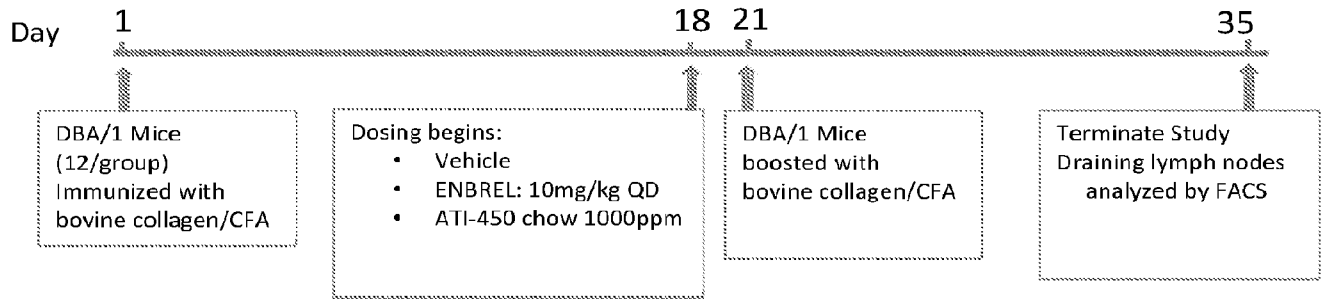 Day 1 18 21 35
DBA/1 Mice
(12/group)
Immunized with
bovine collagen/CFA
Dosing begins:
• Vehicle
• ENBREL: 10mg/kg QD
• ATI-450 chow 1000ppm
DBA/1 Mice
boosted with
bovine collagen/CFA
Terminate Study
Draining lymph nodes
analyzed by FACS